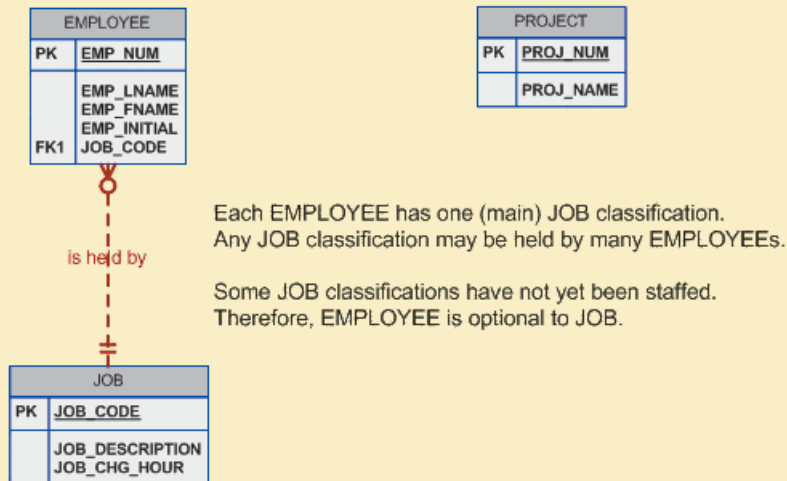 EMPLOYEE
PK EMP_NUM
EMP_LNAME
EMP_FNAME
EMP_INITIAL
FK1 JOB_CODE
PROJECT
PK PROJ_NUM
PROJ_NAME
is held by
Each EMPLOYEE has one (main) JOB classification.
Any JOB classification may be held by many EMPLOYEEs.
Some JOB classifications have not yet been staffed.
Therefore, EMPLOYEE is optional to JOB.
JOB
PK JOB_CODE
JOB_DESCRIPTION
JOB_CHG_HOUR